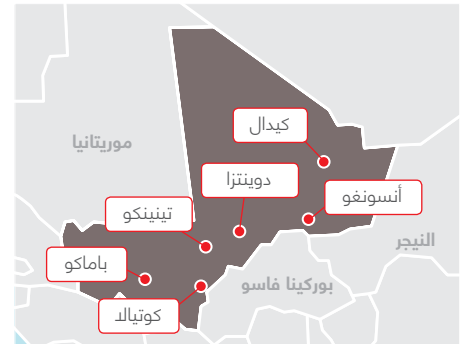 كيدال
موريتانيا
دوينتزا
أنسونغو
تينينكو
النيجر
باماكو
بوركينا فاسو
كوتيالا